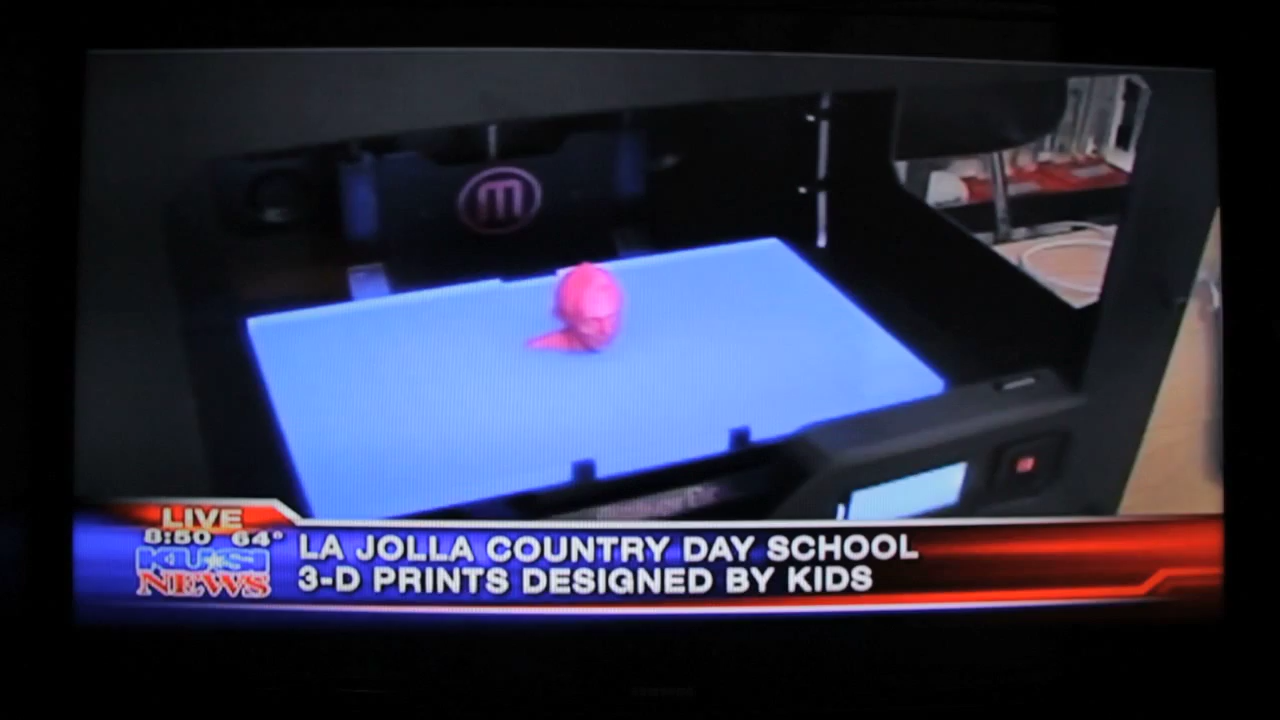 M
LIVE
8:50 64°
KUSI
NEWS
LA JOLLA COUNTRY DAY SCHOOL
3-D PRINTS DESIGNED BY KIDS